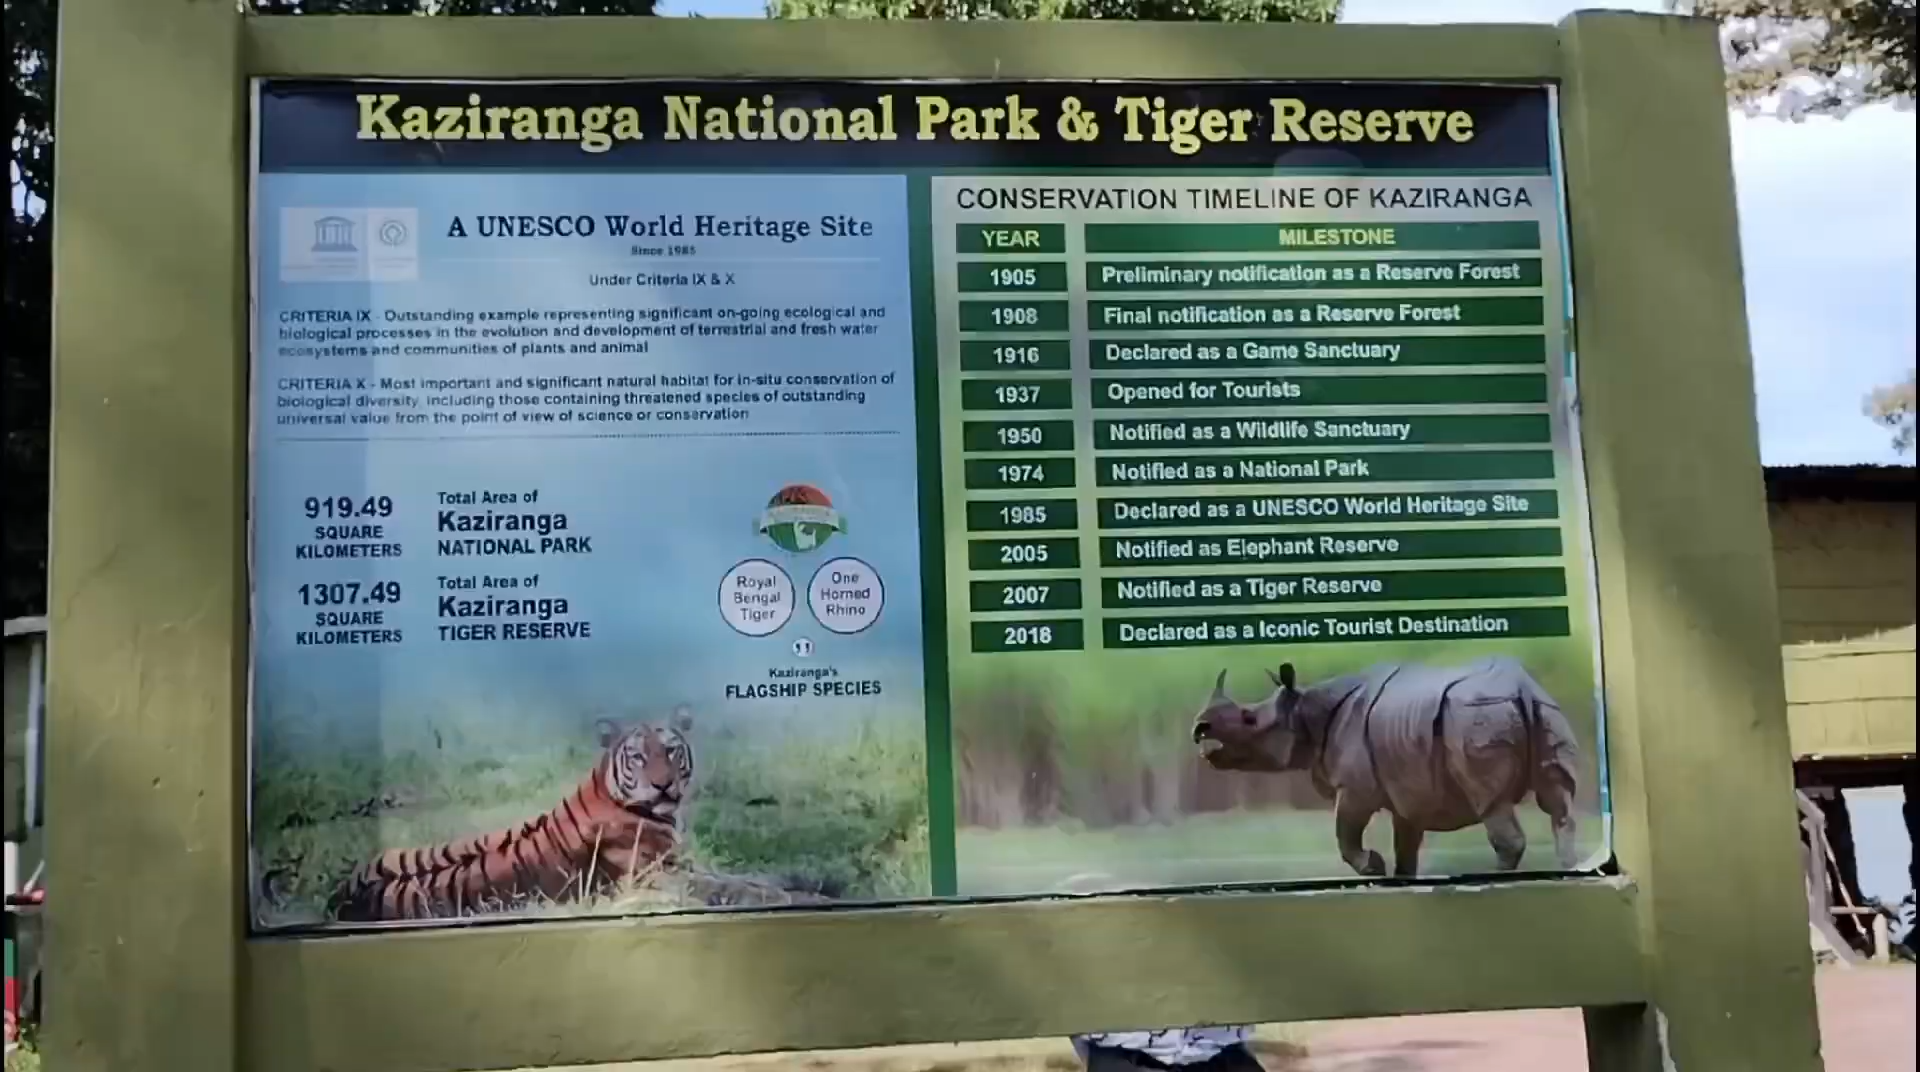 Kaziranga National Park & Tiger Reserve
A UNESCO World Heritage Site
Since 1985
Under Criteria IX & X
CRITERIA IX - Outstanding example representing significant on-going ecological and
biological processes in the evolution and development of terrestrial and fresh water
ecosystems and communities of plants and animal
CRITERIA X - Most important and significant natural habitat for in-situ conservation of
biological diversity, including those containing threatened species of outstanding
universal value from the point of view of science or conservation
919.49
SQUARE
KILOMETERS
Total Area of
Kaziranga
NATIONAL PARK
1307.49
SQUARE
KILOMETERS
Total Area of
Kaziranga
TIGER RESERVE
Royal
Bengal
Tiger
One
Horned
Rhino
Kaziranga's
FLAGSHIP SPECIES
CONSERVATION TIMELINE OF KAZIRANGA
YEAR MILESTONE
1905 Preliminary notification as a Reserve Forest
1908 Final notification as a Reserve Forest
1916 Declared as a Game Sanctuary
1937 Opened for Tourists
1950 Notified as a Wildlife Sanctuary
1974 Notified as a National Park
1985 Declared as a UNESCO World Heritage Site
2005 Notified as Elephant Reserve
2007 Notified as a Tiger Reserve
2018 Declared as a Iconic Tourist Destination